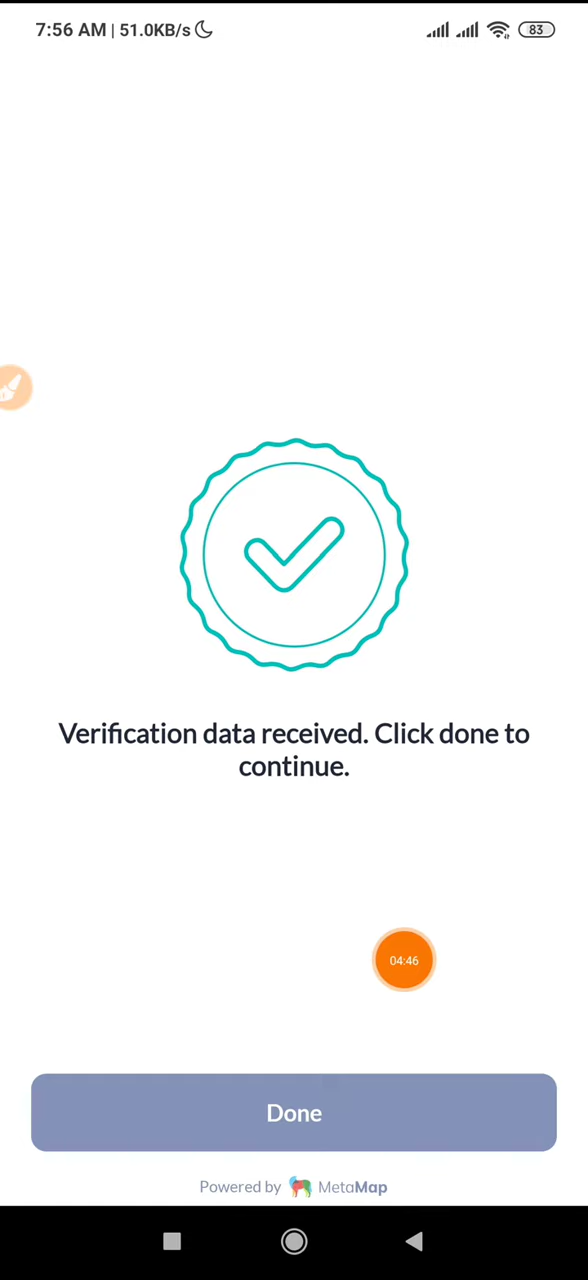 7:56 AM | 51.0KB/s 83
Verification data received. Click done to
continue.
04:46
Done
Powered by MetaMap